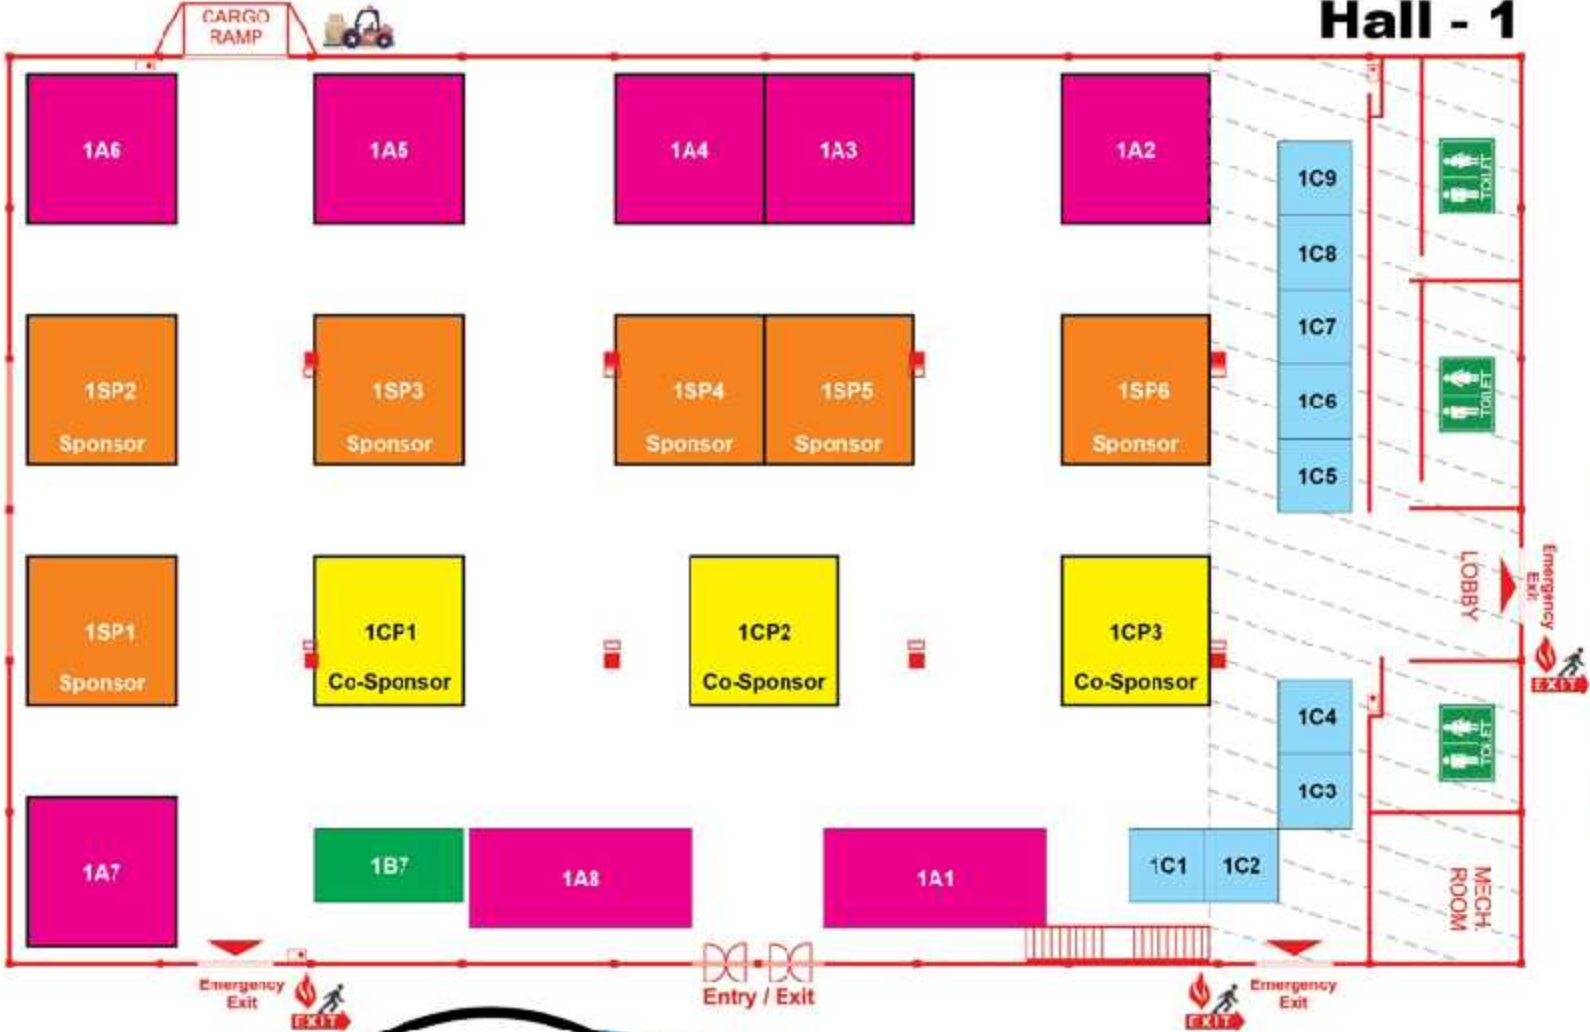 Hall - 1
CARGO
RAMP
1A6
1A5
1A4
1A3
1A2
1C9
TOILET
1C8
1C7
1SP2
Sponsor
1SP3
Sponsor
1SP4
Sponsor
1SP5
Sponsor
1SP6
Sponsor
1C6
TOILET
1C5
1SP1
Sponsor
1CP1
Co-Sponsor
1CP2
Co-Sponsor
1CP3
Co-Sponsor
LOBBY
Emergency
Exit
EXIT
1C4
TOILET
1C3
1A7
1B7
1A8
1A1
1C1
1C2
MECH.
ROOM
Emergency
Exit
EXIT
Entry / Exit
EXIT
Emergency
Exit